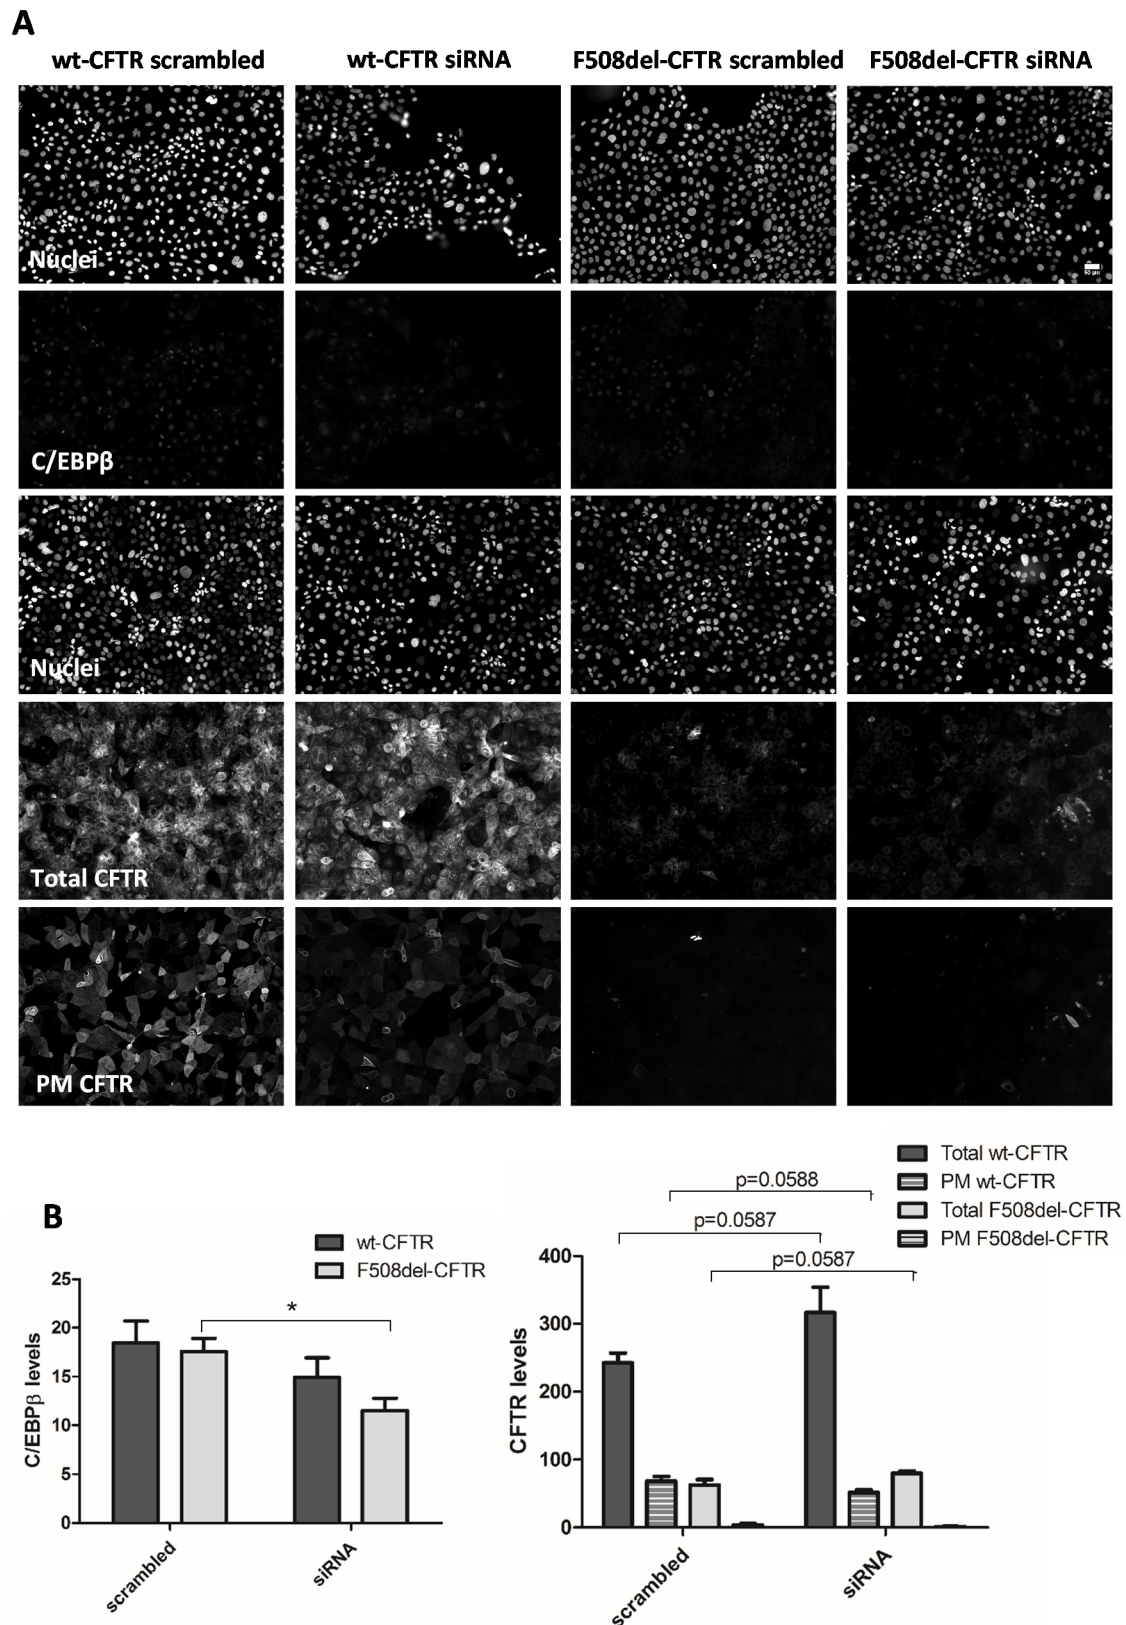 A
wt-CFTR scrambled wt-CFTR siRNA F508del-CFTR scrambled F508del-CFTR siRNA
Nuclei
50 µm
C/EBPβ
Nuclei
Total CFTR
PM CFTR
B
wt-CFTR
F508del-CFTR
*
C/EBPβ levels
25
20
15
10
5
0
scrambled
siRNA
Total wt-CFTR
PM wt-CFTR
Total F508del-CFTR
PM F508del-CFTR
p=0.0588
p=0.0587
p=0.0587
CFTR levels
400
300
200
100
0
scrambled
siRNA